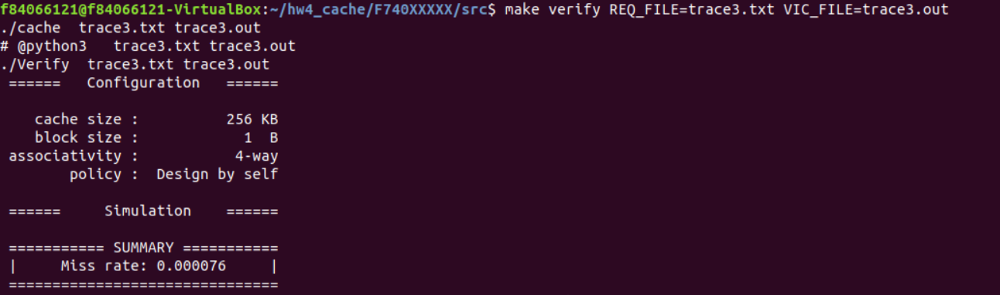 f84066121@f84066121-VirtualBox:~/hw4_cache/F740XXXXX/src$ make verify REQ_FILE=trace3.txt VIC_FILE=trace3.out
./cache  trace3.txt trace3.out
# @python3   trace3.txt trace3.out
./Verify  trace3.txt trace3.out
 ======   Configuration   ======
    cache size :          256 KB
    block size :            1  B
 associativity :           4-way
        policy :  Design by self
 ======     Simulation    ======
 =========== SUMMARY ===========
 |     Miss rate: 0.000076     |
 ===============================